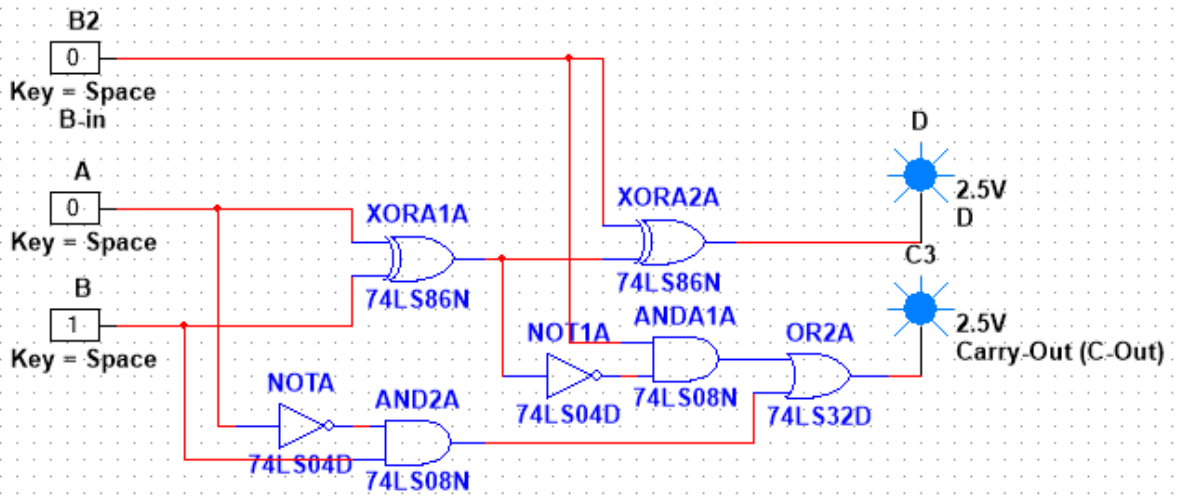 B2
0
Key = Space
B-in
A
0
Key = Space
B
1
Key = Space
XORA1A
74LS86N
XORA2A
74LS86N
D
2.5V
D
C3
2.5V
Carry-Out (C-Out)
NOT1A
74LS04D
ANDA1A
74LS08N
OR2A
74LS32D
NOTA
74LS04D
AND2A
74LS08N